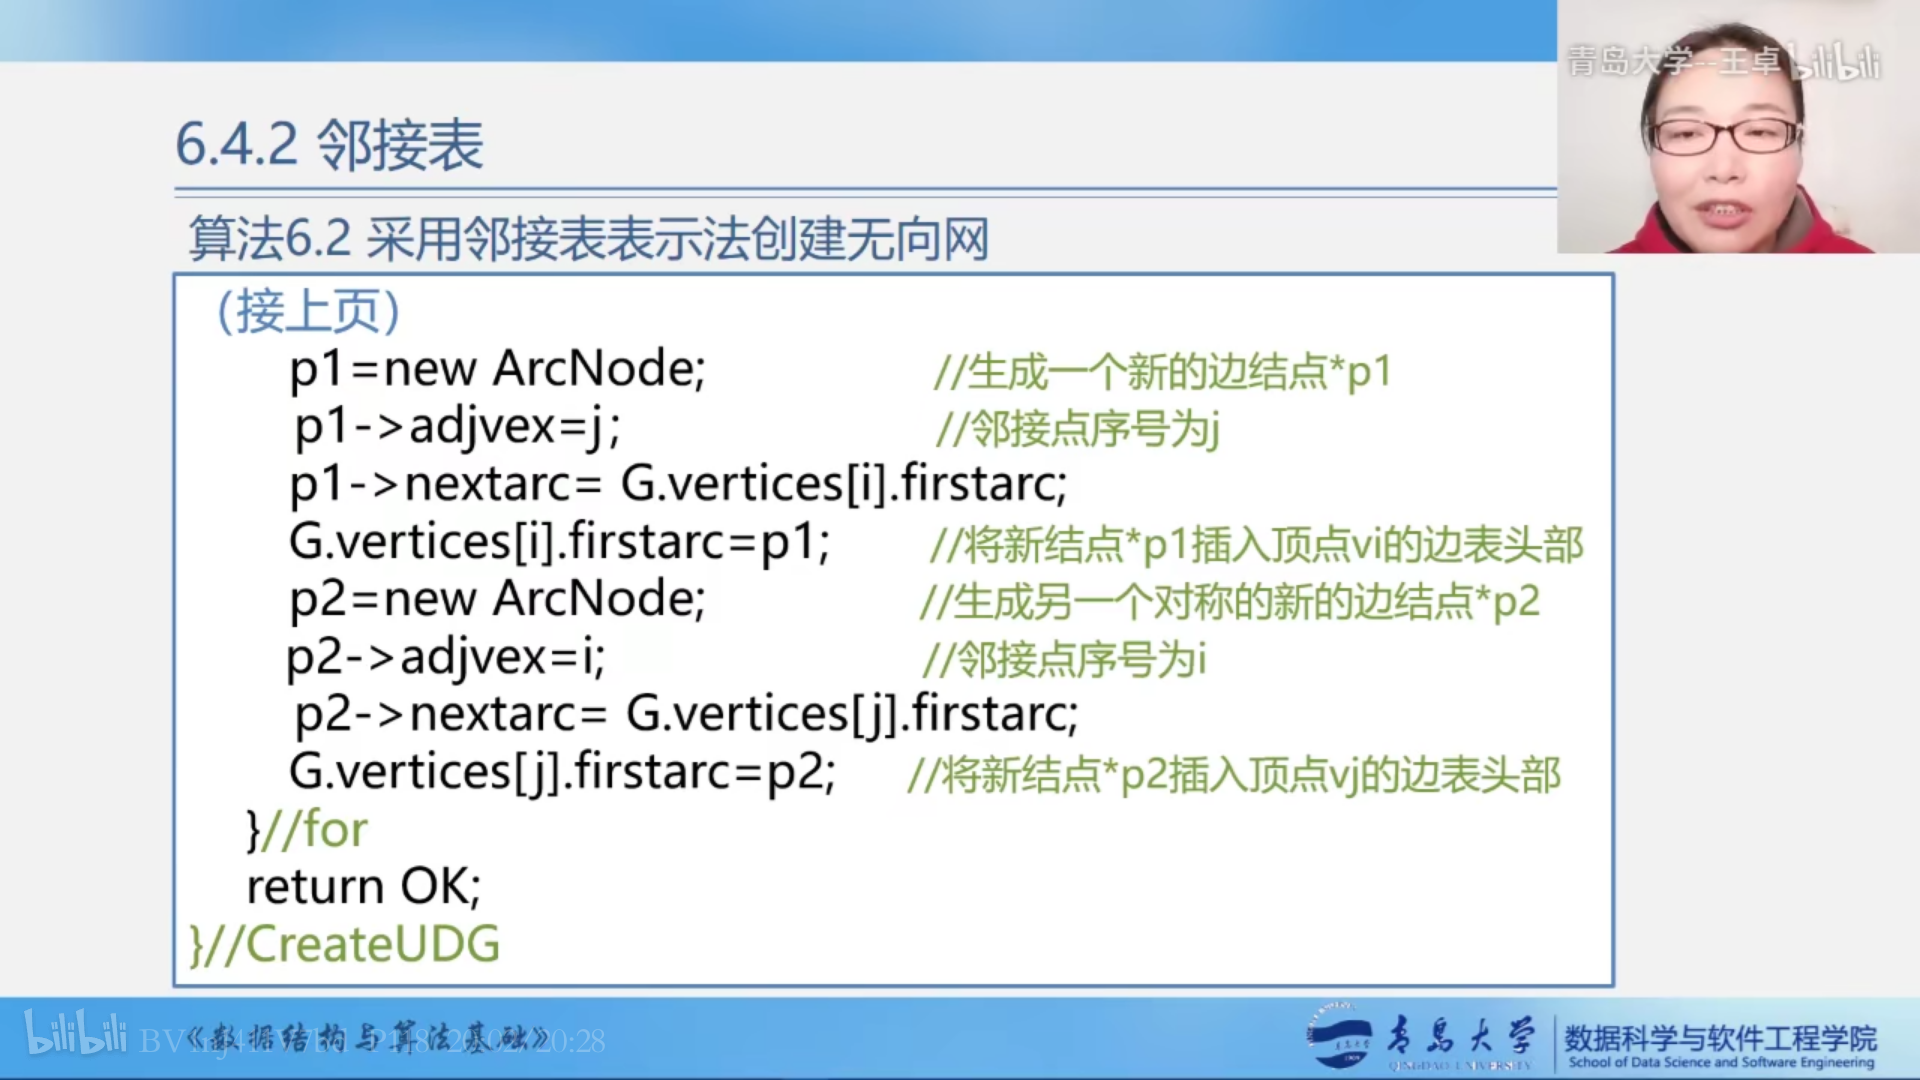 青岛大学--王卓 bilibili
6.4.2 邻接表
算法6.2 采用邻接表表示法创建无向网
(接上页)
p1=new ArcNode; //生成一个新的边结点*p1
p1->adjvex=j; //邻接点序号为j
p1->nextarc= G.vertices[i].firstarc;
G.vertices[i].firstarc=p1; //将新结点*p1插入顶点vi的边表头部
p2=new ArcNode; //生成另一个对称的新的边结点*p2
p2->adjvex=i; //邻接点序号为i
p2->nextarc= G.vertices[j].firstarc;
G.vertices[j].firstarc=p2; //将新结点*p2插入顶点vj的边表头部
}//for
return OK;
}//CreateUDG
bilibili
《数据结构与算法基础》
青岛大学 数据科学与软件工程学院
QINGDAO UNIVERSITY School of Data Science and Software Engineering